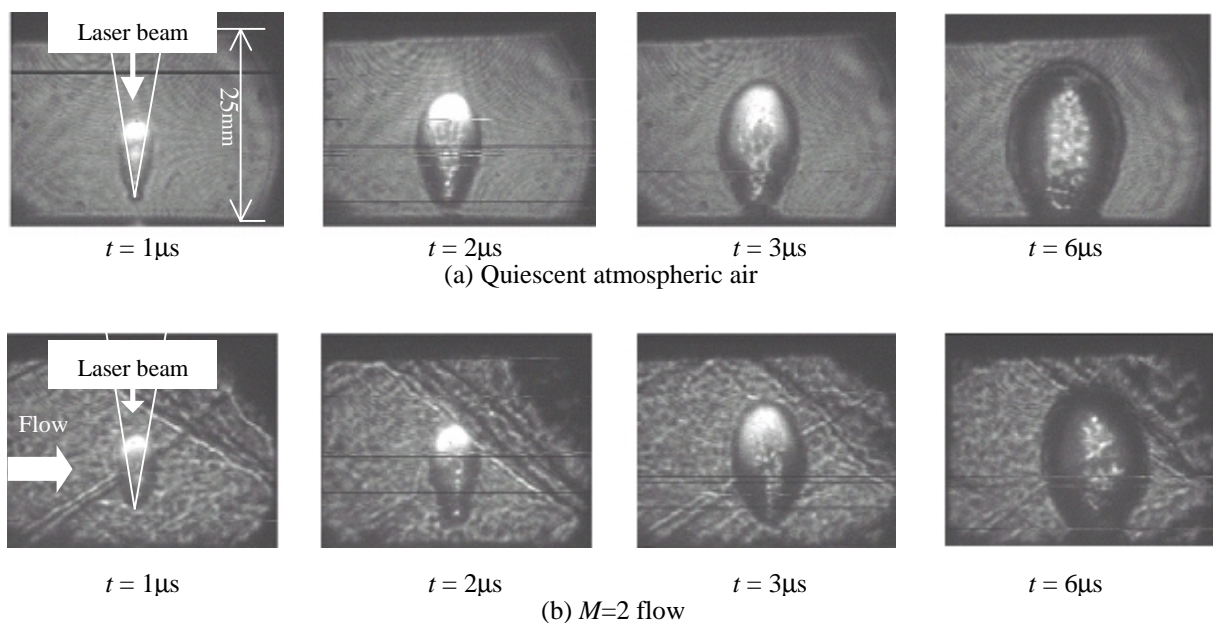 Laser beam
25mm
t = 1μs
t = 2μs
t = 3μs
t = 6μs
(a) Quiescent atmospheric air
Laser beam
Flow
t = 1μs
t = 2μs
t = 3μs
t = 6μs
(b) M=2 flow